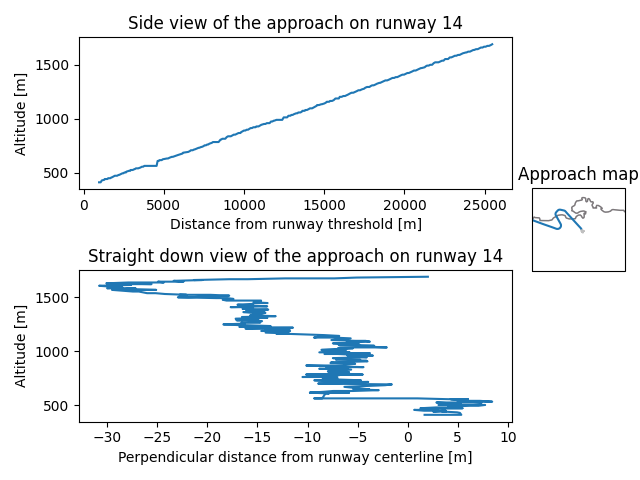 Side view of the approach on runway 14
Altitude [m]
1500
1000
500
0 5000 10000 15000 20000 25000
Distance from runway threshold [m]
Approach map
Straight down view of the approach on runway 14
Altitude [m]
1500
1000
500
−30 −25 −20 −15 −10 −5 0 5 10
Perpendicular distance from runway centerline [m]